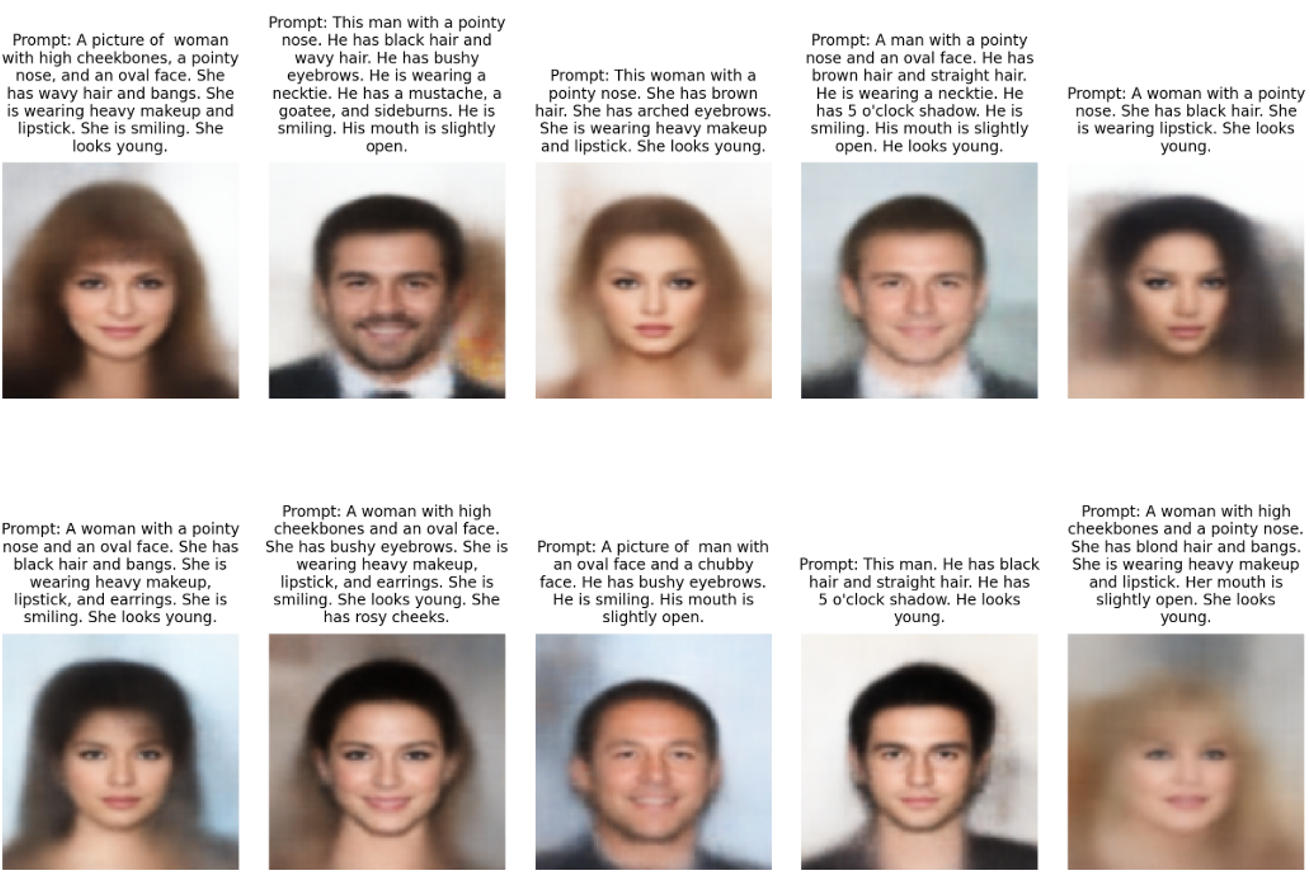 Prompt: A picture of  woman
with high cheekbones, a pointy
nose, and an oval face. She
has wavy hair and bangs. She
is wearing heavy makeup and
lipstick. She is smiling. She
looks young.
Prompt: This man with a pointy
nose. He has black hair and
wavy hair. He has bushy
eyebrows. He is wearing a
necktie. He has a mustache, a
goatee, and sideburns. He is
smiling. His mouth is slightly
open.
Prompt: This woman with a
pointy nose. She has brown
hair. She has arched eyebrows.
She is wearing heavy makeup
and lipstick. She looks young.
Prompt: A man with a pointy
nose and an oval face. He has
brown hair and straight hair.
He is wearing a necktie. He
has 5 o'clock shadow. He is
smiling. His mouth is slightly
open. He looks young.
Prompt: A woman with a pointy
nose. She has black hair. She
is wearing lipstick. She looks
young.
Prompt: A woman with a pointy
nose and an oval face. She has
black hair and bangs. She is
wearing heavy makeup,
lipstick, and earrings. She is
smiling. She looks young.
Prompt: A woman with high
cheekbones and an oval face.
She has bushy eyebrows. She is
wearing heavy makeup,
lipstick, and earrings. She is
smiling. She looks young. She
has rosy cheeks.
Prompt: A picture of  man with
an oval face and a chubby
face. He has bushy eyebrows.
He is smiling. His mouth is
slightly open.
Prompt: This man. He has black
hair and straight hair. He has
5 o'clock shadow. He looks
young.
Prompt: A woman with high
cheekbones and a pointy nose.
She has blond hair and bangs.
She is wearing heavy makeup
and lipstick. Her mouth is
slightly open. She looks
young.